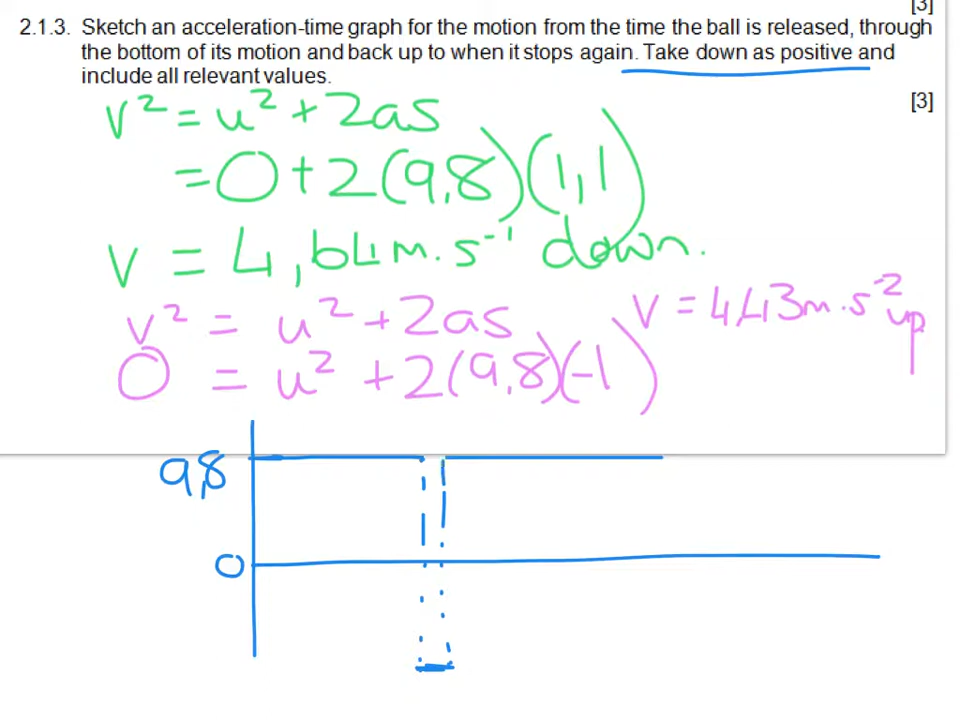 [3]
2.1.3. Sketch an acceleration-time graph for the motion from the time the ball is released, through
the bottom of its motion and back up to when it stops again. Take down as positive and
include all relevant values.
[3]
v² = u² + 2as
= 0 + 2(9,8)(1,1)
v = 4,64 m.s⁻¹ down.
v² = u² + 2as
v = 4,43 m.s⁻² up
0 = u² + 2(9,8)(-1)
9,8
0